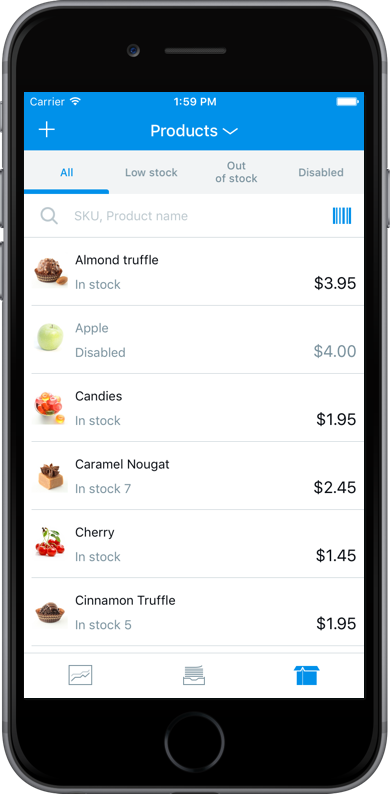 Carrier 1:59 PM
Products
All Low stock Out of stock Disabled
SKU, Product name
Almond truffle
In stock $3.95
Apple
Disabled $4.00
Candies
In stock $1.95
Caramel Nougat
In stock 7 $2.45
Cherry
In stock $1.45
Cinnamon Truffle
In stock 5 $1.95